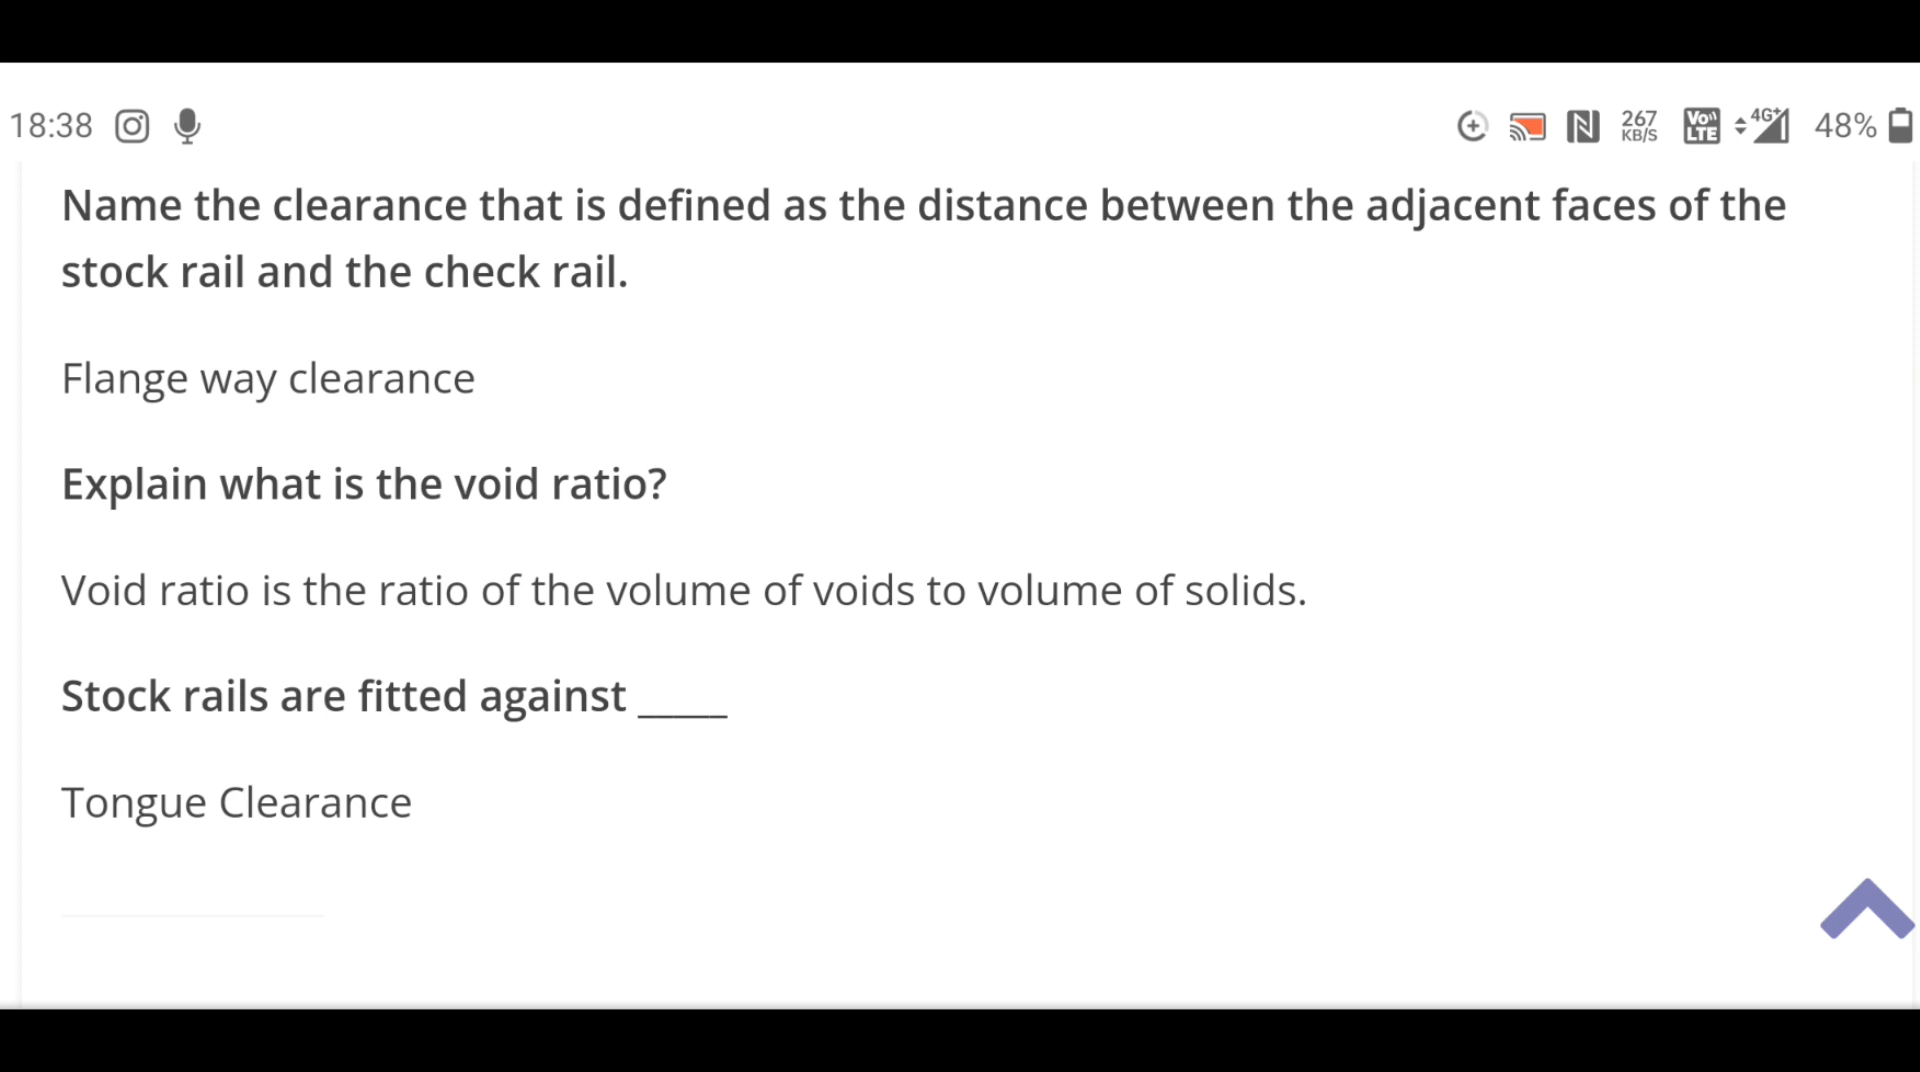 18:38 267 KB/S Vo LTE 4G+ 48%
Name the clearance that is defined as the distance between the adjacent faces of the
stock rail and the check rail.
Flange way clearance
Explain what is the void ratio?
Void ratio is the ratio of the volume of voids to volume of solids.
Stock rails are fitted against _____
Tongue Clearance